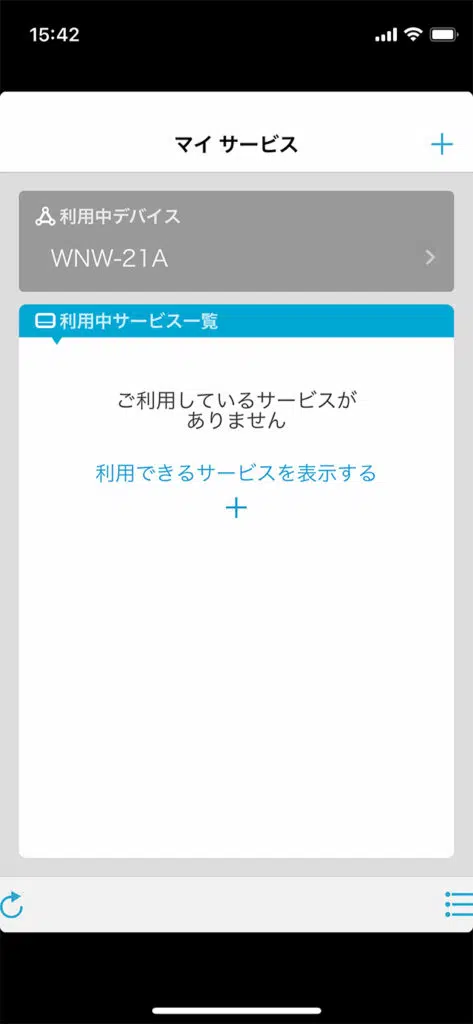 15:42
マイ サービス
利用中デバイス
WNW-21A
利用中サービス一覧
ご利用しているサービスが
ありません
利用できるサービスを表示する